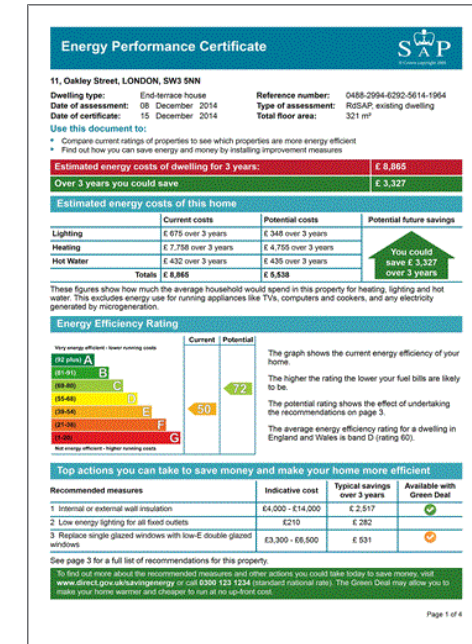 Energy Performance Certificate
SAP
11, Oakley Street, LONDON, SW3 5NN
Dwelling type: End-terrace house Reference number: 0488-2994-6292-5614-1964
Date of assessment: 08 December 2014 Type of assessment: RdSAP, existing dwelling
Date of certificate: 15 December 2014 Total floor area: 321 m²
Use this document to:
• Compare current ratings of properties to see which properties are more energy efficient
• Find out how you can save energy and money by installing improvement measures
Estimated energy costs of dwelling for 3 years: £ 8,865
Over 3 years you could save £ 3,327
Estimated energy costs of this home
Current costs Potential costs Potential future savings
Lighting £ 675 over 3 years £ 348 over 3 years
Heating £ 7,758 over 3 years £ 4,755 over 3 years
Hot Water £ 432 over 3 years £ 435 over 3 years
Totals £ 8,865 £ 5,538
You could
save £ 3,327
over 3 years
These figures show how much the average household would spend in this property for heating, lighting and hot
water. This excludes energy use for running appliances like TVs, computers and cookers, and any electricity
generated by microgeneration.
Energy Efficiency Rating
Current Potential
Very energy efficient - lower running costs
(92 plus) A
(81-91) B
(69-80) C
(55-68) D
(39-54) E
(21-38) F
(1-20) G
Not energy efficient - higher running costs
50
72
The graph shows the current energy efficiency of your
home.
The higher the rating the lower your fuel bills are likely
to be.
The potential rating shows the effect of undertaking
the recommendations on page 3.
The average energy efficiency rating for a dwelling in
England and Wales is band D (rating 60).
Top actions you can take to save money and make your home more efficient
Recommended measures Indicative cost Typical savings over 3 years Available with Green Deal
1 Internal or external wall insulation £4,000 - £14,000 £ 2,517
2 Low energy lighting for all fixed outlets £210 £ 282
3 Replace single glazed windows with low-E double glazed
windows £3,300 - £6,500 £ 531
See page 3 for a full list of recommendations for this property.
To find out more about the recommended measures and other actions you could take today to save money, visit
www.direct.gov.uk/savingenergy or call 0300 123 1234 (standard national rate). The Green Deal may allow you to
make your home warmer and cheaper to run at no up-front cost.
Page 1 of 4